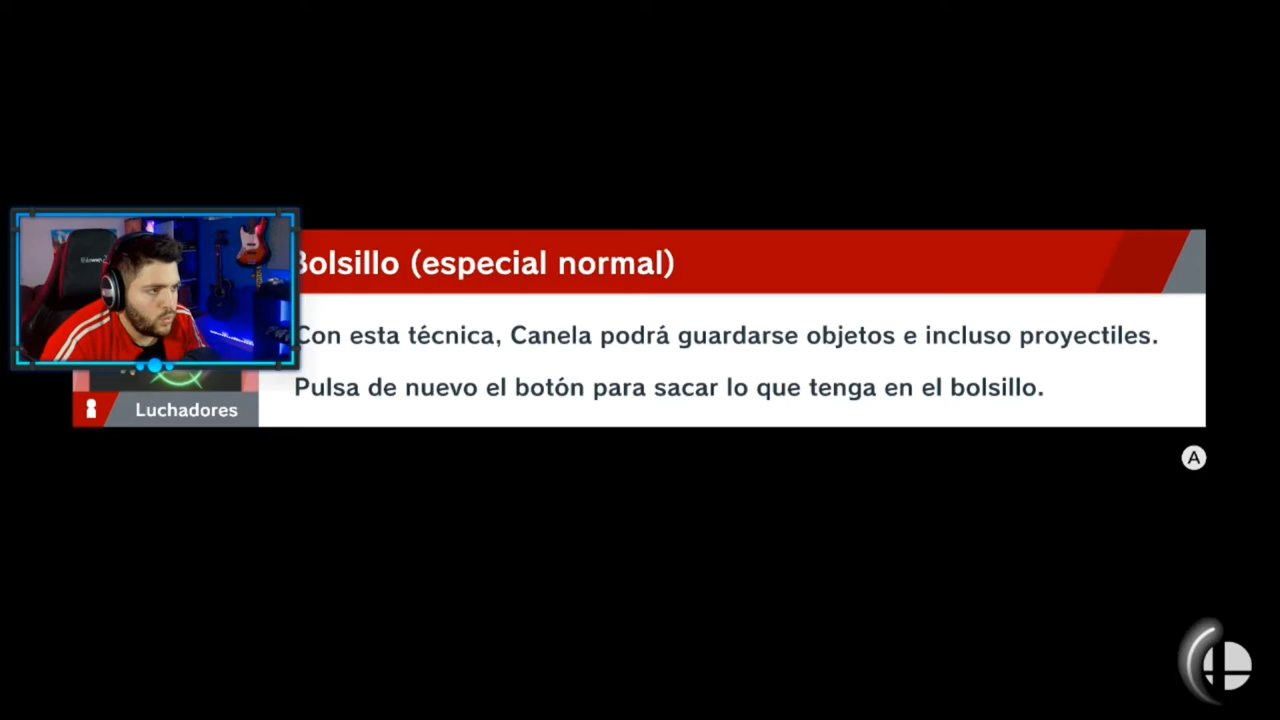 Bolsillo (especial normal)
Con esta técnica, Canela podrá guardarse objetos e incluso proyectiles.
Pulsa de nuevo el botón para sacar lo que tenga en el bolsillo.
Luchadores
A